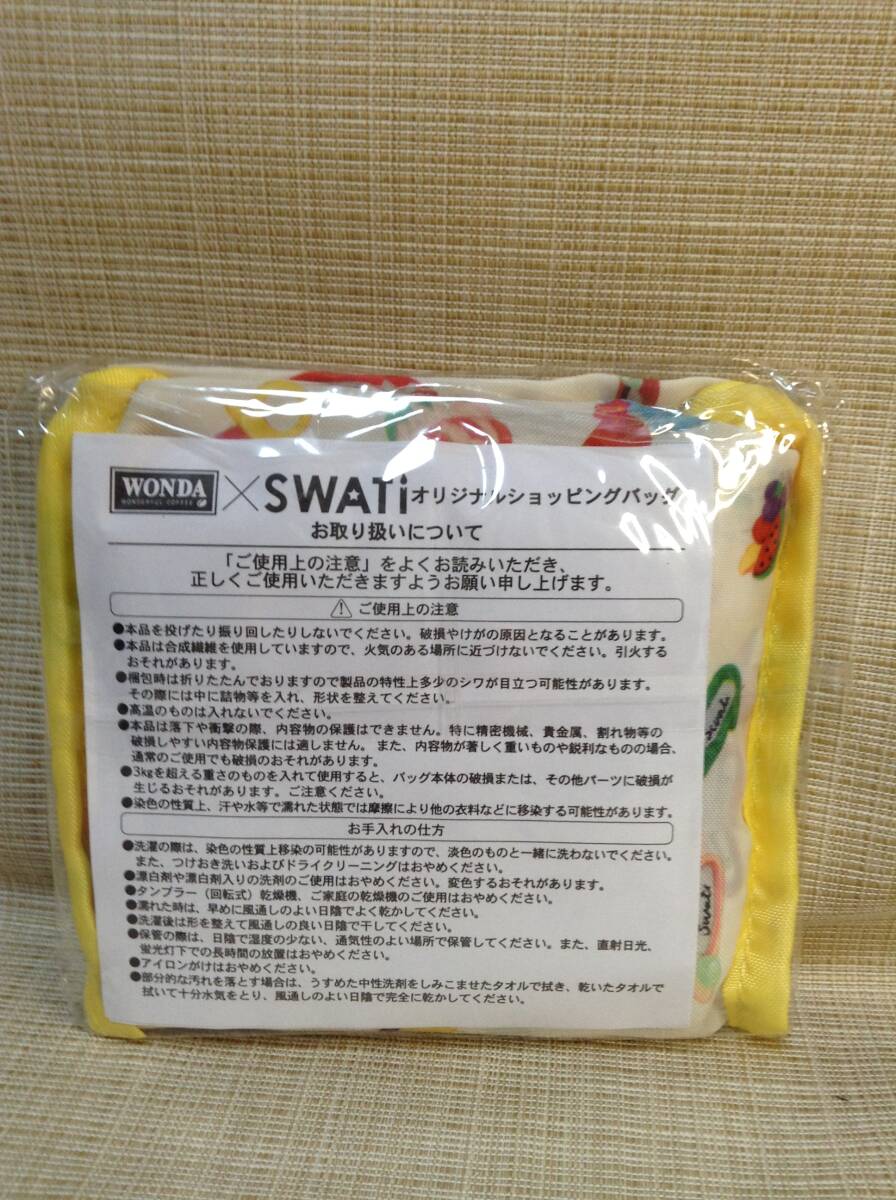 WONDA × SWATi オリジナルショッピングバッグ
WONDERFUL COFFEE
お取り扱いについて
「ご使用上の注意」をよくお読みいただき、
正しくご使用いただきますようお願い申し上げます。
⚠ ご使用上の注意
●本品を投げたり振り回したりしないでください。破損やけがの原因となることがあります。
●本品は合成繊維を使用していますので、火気のある場所に近づけないでください。引火する
おそれがあります。
●梱包時は折りたたんでおりますので製品の特性上多少のシワが目立つ可能性があります。
その際には中に詰物等を入れ、形状を整えてください。
●高温のものは入れないでください。
●本品は落下や衝撃の際、内容物の保護はできません。特に精密機械、貴金属、割れ物等の
破損しやすい内容物保護には適しません。また、内容物が著しく重いものや鋭利なものの場合、
通常のご使用でも破損のおそれがあります。
●3kgを超える重さのものを入れて使用すると、バッグ本体の破損または、その他パーツに破損が
生じるおそれがあります。ご注意ください。
●染色の性質上、汗や水等で濡れた状態では摩擦により他の衣料などに移染する可能性があります。
お手入れの仕方
●洗濯の際は、染色の性質上移染の可能性がありますので、淡色のものと一緒に洗わないでください。
また、つけおき洗いおよびドライクリーニングはおやめください。
●漂白剤や漂白剤入りの洗剤のご使用はおやめください。変色するおそれがあります。
●タンブラー（回転式）乾燥機、ご家庭の乾燥機のご使用はおやめください。
●濡れた時は、早めに風通しのよい日陰でよく乾かしてください。
●洗濯後は形を整えて風通しの良い日陰で干してください。
●保管の際は、日陰で湿度の少ない、通気性のよい場所で保管してください。また、直射日光、
蛍光灯下での長時間の放置はおやめください。
●アイロンがけはおやめください。
●部分的な汚れを落とす場合は、うすめた中性洗剤をしみこませたタオルで拭き、乾いたタオルで
拭いて十分水気をとり、風通しのよい日陰で完全に乾かしてください。
Swati
Swati